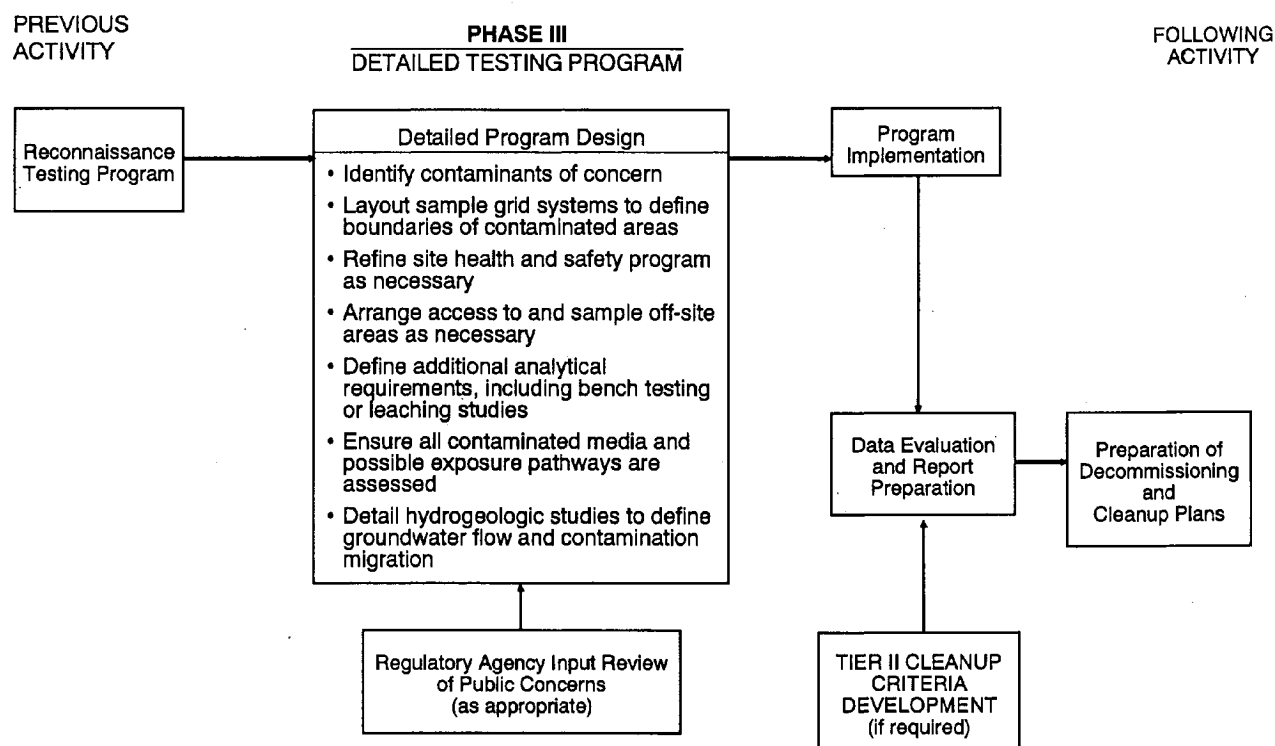 PREVIOUS
ACTIVITY
PHASE III
DETAILED TESTING PROGRAM
FOLLOWING
ACTIVITY
Reconnaissance
Testing Program
Detailed Program Design
• Identify contaminants of concern
• Layout sample grid systems to define
boundaries of contaminated areas
• Refine site health and safety program
as necessary
• Arrange access to and sample off-site
areas as necessary
• Define additional analytical
requirements, including bench testing
or leaching studies
• Ensure all contaminated media and
possible exposure pathways are
assessed
• Detail hydrogeologic studies to define
groundwater flow and contamination
migration
Program
Implementation
Data Evaluation
and Report
Preparation
Preparation of
Decommissioning
and
Cleanup Plans
Regulatory Agency Input Review
of Public Concerns
(as appropriate)
TIER II CLEANUP
CRITERIA
DEVELOPMENT
(if required)